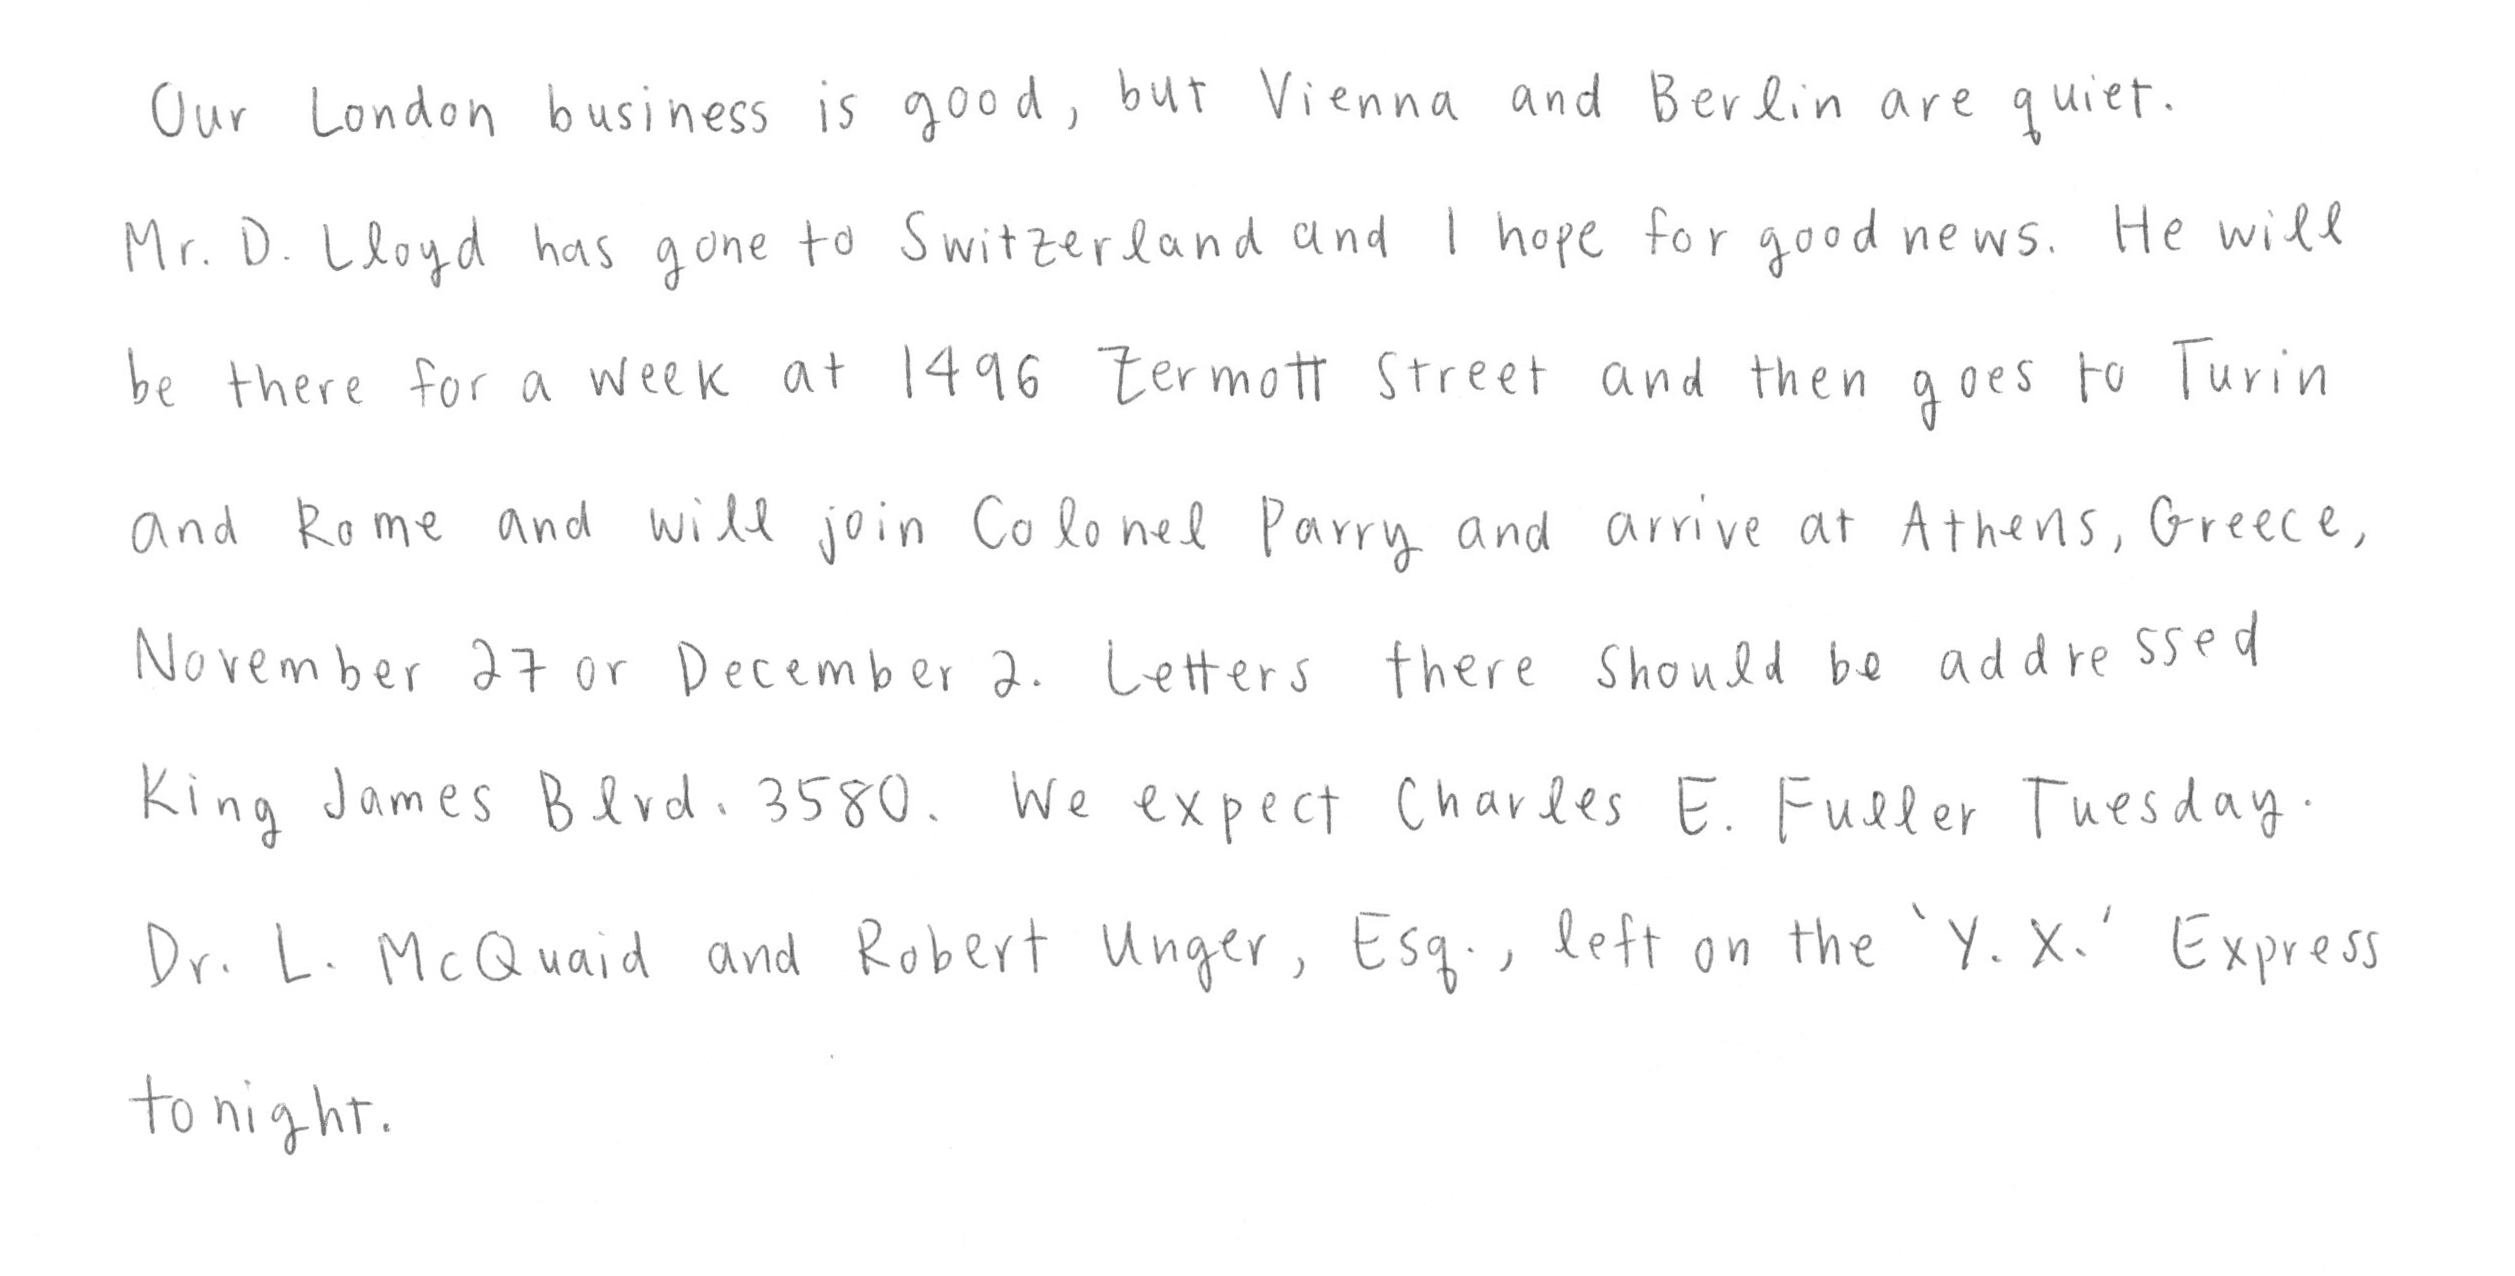 Our London business is good, but Vienna and Berlin are quiet.
Mr. D. Lloyd has gone to Switzerland and I hope for good news. He will
be there for a week at 1496 Zermott Street and then goes to Turin
and Rome and will join Colonel Parry and arrive at Athens, Greece,
November 27 or December 2. Letters there should be addressed
King James Blvd. 3580. We expect Charles E. Fuller Tuesday.
Dr. L. McQuaid and Robert Unger, Esq., left on the 'Y. X.' Express
tonight.